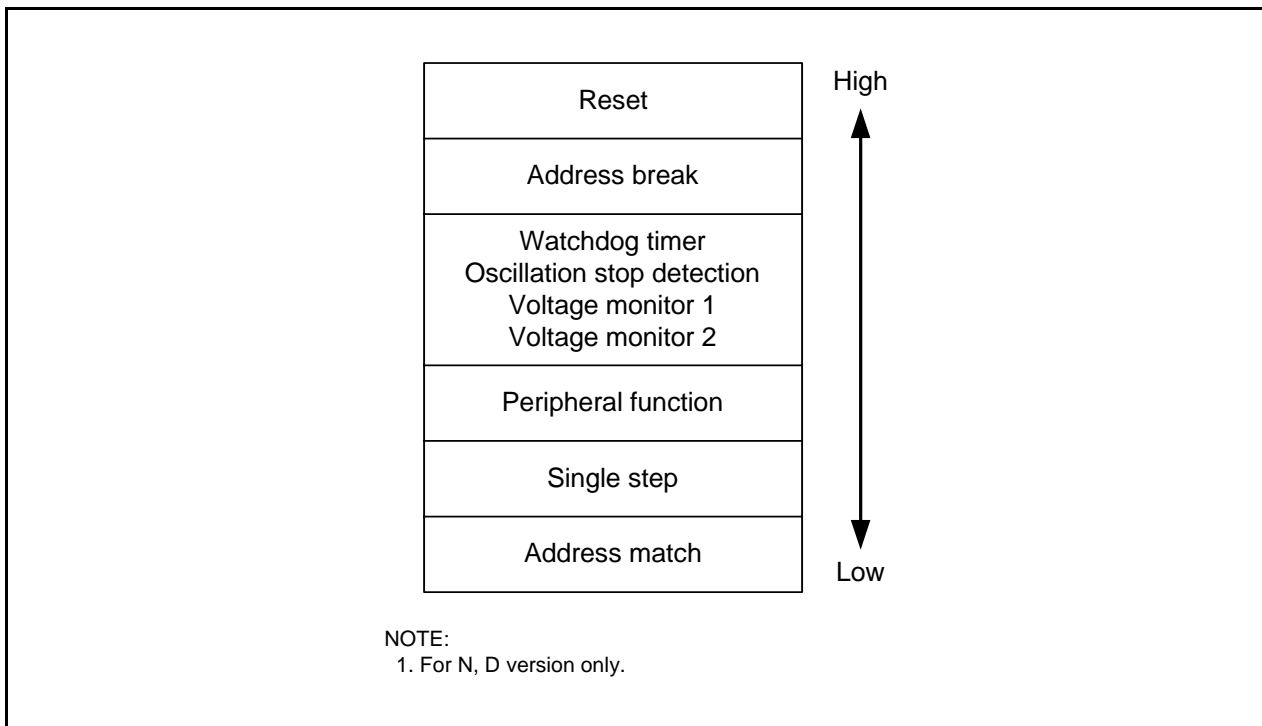 High
Reset
Address break
Watchdog timer
Oscillation stop detection
Voltage monitor 1
Voltage monitor 2
Peripheral function
Single step
Address match
Low
NOTE:
1. For N, D version only.